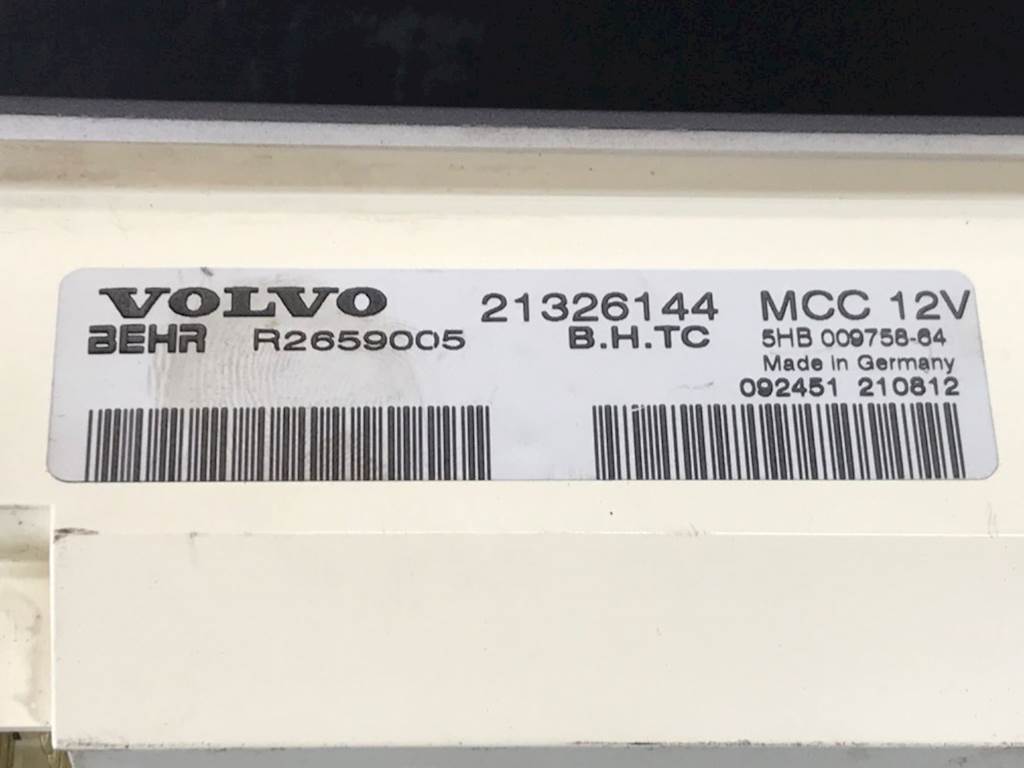 VOLVO 21326144 MCC 12V
BEHR R2659005 B.H.TC 5HB 009758-64
Made in Germany
092451 210812